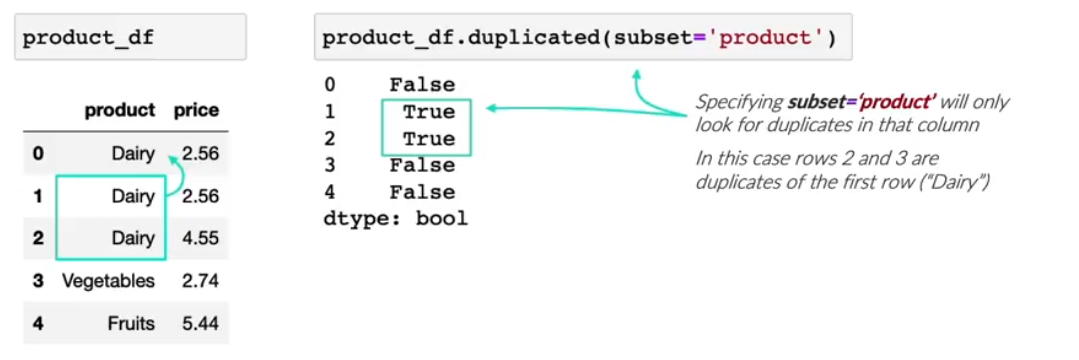 product_df
product price
0 Dairy 2.56
1 Dairy 2.56
2 Dairy 4.55
3 Vegetables 2.74
4 Fruits 5.44
product_df.duplicated(subset='product')
0 False
1 True
2 True
3 False
4 False
dtype: bool
Specifying subset=‘product’ will only
look for duplicates in that column
In this case rows 2 and 3 are
duplicates of the first row (“Dairy”)